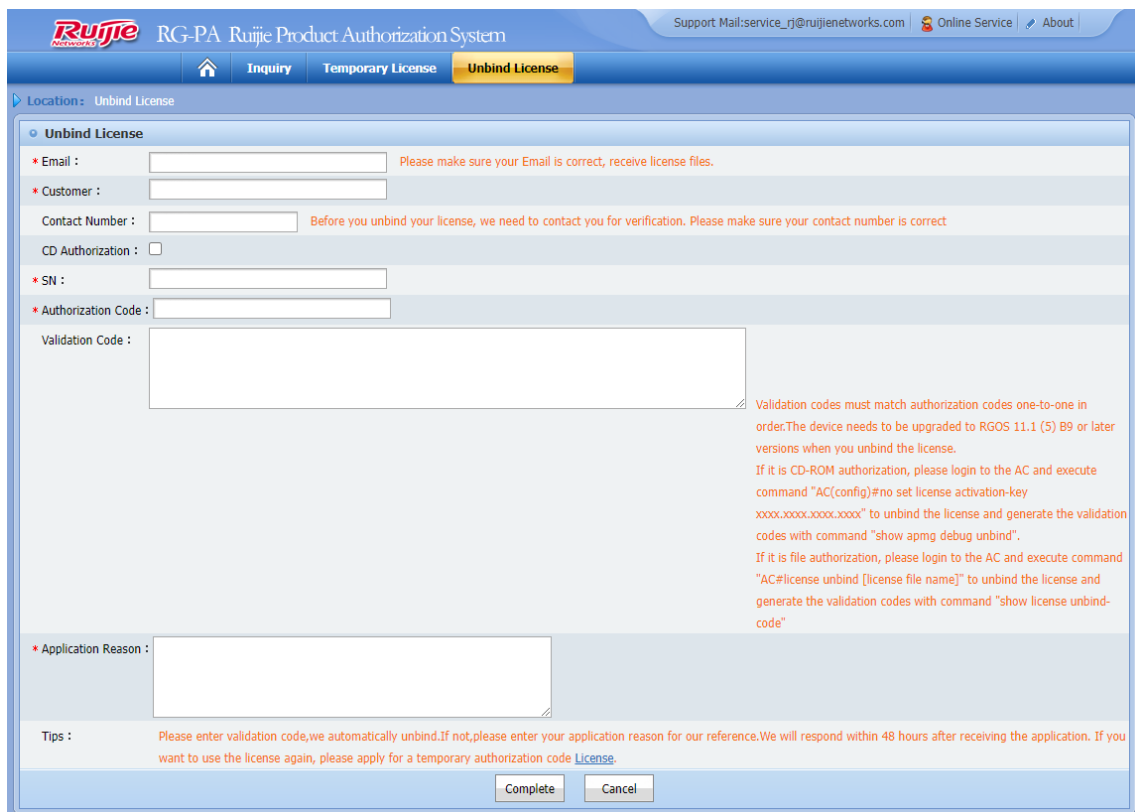 Ruijie Networks RG-PA Ruijie Product Authorization System
Support Mail:service_rj@ruijienetworks.com Online Service About
Inquiry Temporary License Unbind License
Location: Unbind License
Unbind License
* Email : Please make sure your Email is correct, receive license files.
* Customer :
Contact Number : Before you unbind your license, we need to contact you for verification. Please make sure your contact number is correct
CD Authorization :
* SN :
* Authorization Code :
Validation Code :
Validation codes must match authorization codes one-to-one in
order.The device needs to be upgraded to RGOS 11.1 (5) B9 or later
versions when you unbind the license.
If it is CD-ROM authorization, please login to the AC and execute
command "AC(config)#no set license activation-key
xxxx.xxxx.xxxx.xxxx" to unbind the license and generate the validation
codes with command "show apmg debug unbind".
If it is file authorization, please login to the AC and execute command
"AC#license unbind [license file name]" to unbind the license and
generate the validation codes with command "show license unbind-
code"
* Application Reason :
Tips : Please enter validation code,we automatically unbind.If not,please enter your application reason for our reference.We will respond within 48 hours after receiving the application. If you
want to use the license again, please apply for a temporary authorization code License.
Complete Cancel